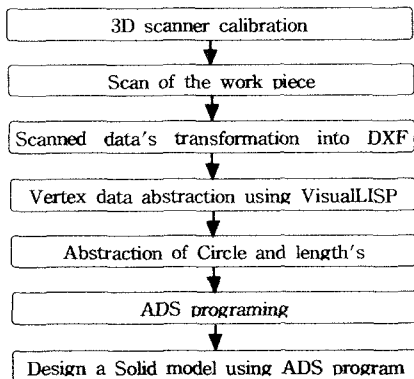 3D scanner calibration
Scan of the work piece
Scanned data's transformation into DXF
Vertex data abstraction using VisualLISP
Abstraction of Circle and length's
ADS programing
Design a Solid model using ADS program